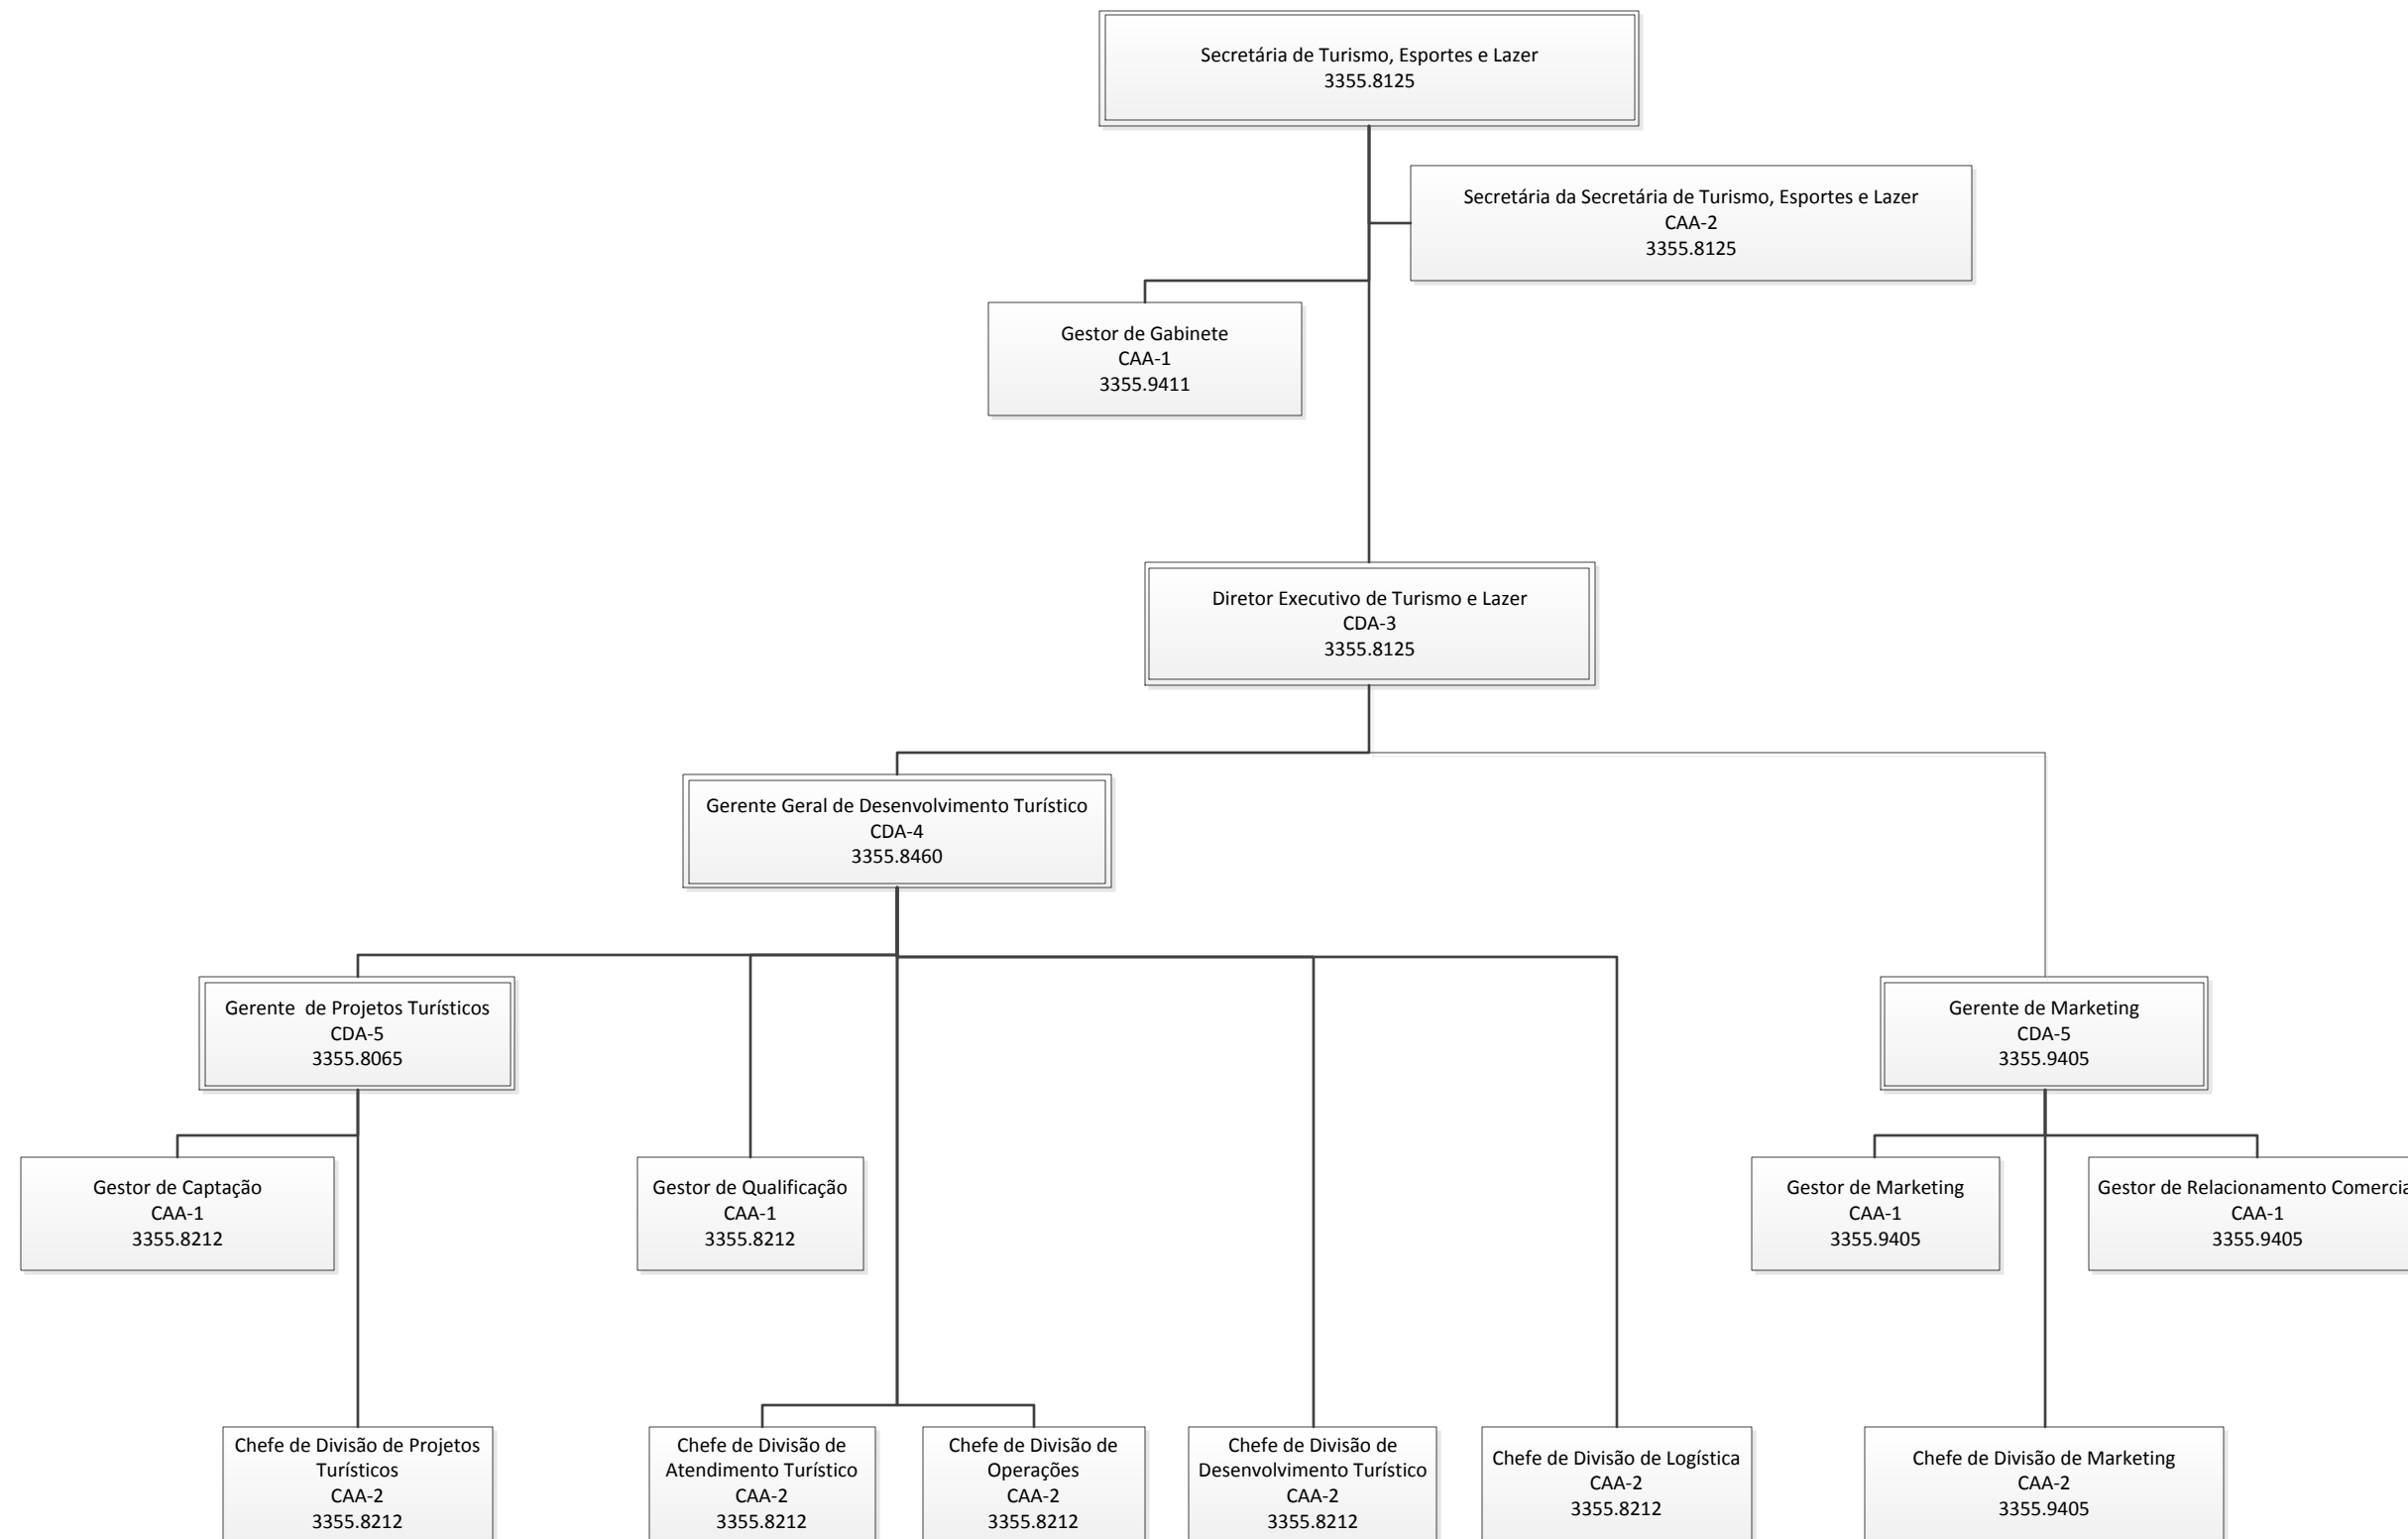 Secretária de Turismo, Esportes e Lazer
3355.8125
Secretária da Secretária de Turismo, Esportes e Lazer
CAA-2
3355.8125
Gestor de Gabinete
CAA-1
3355.9411
Diretor Executivo de Turismo e Lazer
CDA-3
3355.8125
Gerente Geral de Desenvolvimento Turístico
CDA-4
3355.8460
Gerente  de Projetos Turísticos
CDA-5
3355.8065
Gerente de Marketing
CDA-5
3355.9405
Gestor de Captação
CAA-1
3355.8212
Gestor de Qualificação
CAA-1
3355.8212
Gestor de Marketing
CAA-1
3355.9405
Gestor de Relacionamento Comercia
CAA-1
3355.9405
Chefe de Divisão de Projetos
Turísticos
CAA-2
3355.8212
Chefe de Divisão de
Atendimento Turístico
CAA-2
3355.8212
Chefe de Divisão de
Operações
CAA-2
3355.8212
Chefe de Divisão de
Desenvolvimento Turístico
CAA-2
3355.8212
Chefe de Divisão de Logística
CAA-2
3355.8212
Chefe de Divisão de Marketing
CAA-2
3355.9405